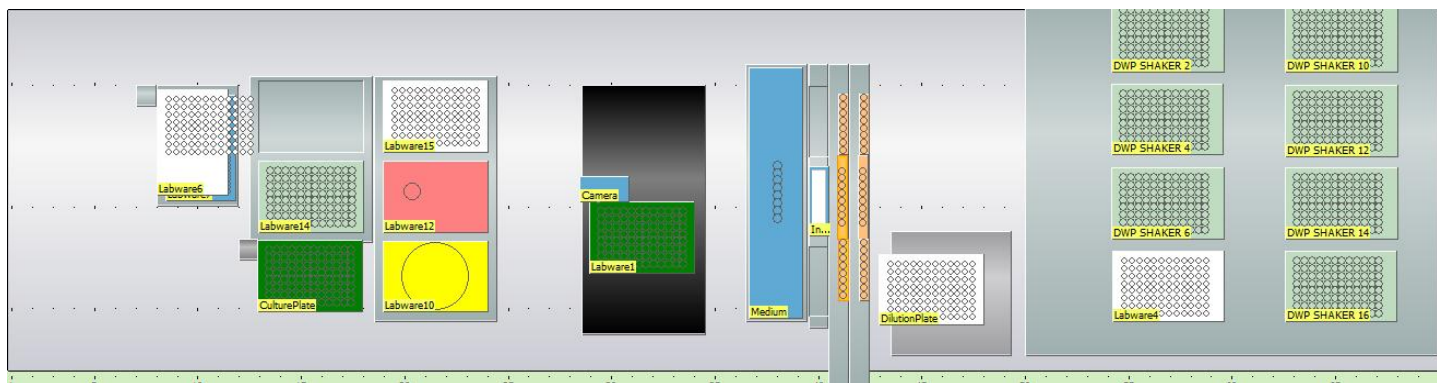 DWP SHAKER 2
DWP SHAKER 10
DWP SHAKER 4
DWP SHAKER 12
Labware15
Labware6
Camera
Labware14
Labware12
In...
DWP SHAKER 6
DWP SHAKER 14
Labware1
CulturePlate
Labware10
Medium
DilutionPlate
Labware4
DWP SHAKER 16